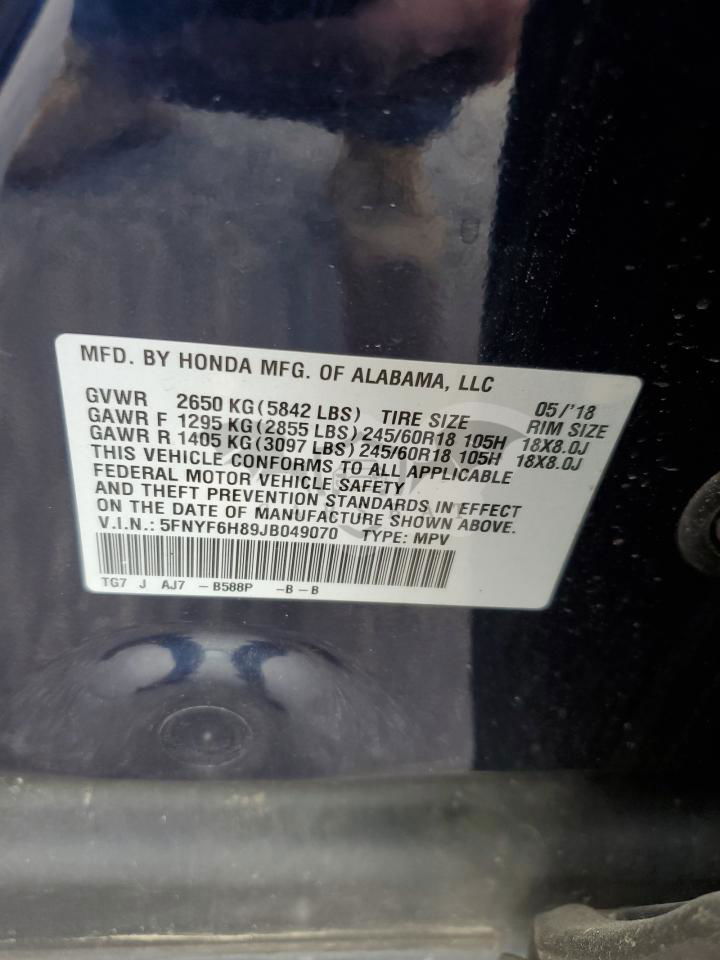 MFD. BY HONDA MFG. OF ALABAMA, LLC 05/'18
GVWR 2650 KG(5842 LBS) TIRE SIZE RIM SIZE
GAWR F 1295 KG(2855 LBS) 245/60R18 105H 18X8.0J
GAWR R 1405 KG(3097 LBS) 245/60R18 105H 18X8.0J
THIS VEHICLE CONFORMS TO ALL APPLICABLE
FEDERAL MOTOR VEHICLE SAFETY
AND THEFT PREVENTION STANDARDS IN EFFECT
ON THE DATE OF MANUFACTURE SHOWN ABOVE.
V.I.N.: 5FNYF6H89JB049070 TYPE: MPV
TG7 J AJ7 -B588P -B-B